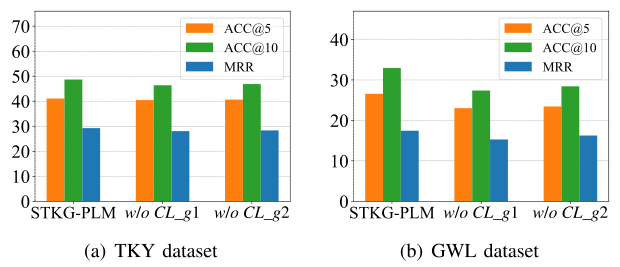 70
60
50
40
30
20
10
0
ACC@5
ACC@10
MRR
STKG-PLM w/o CL_g1 w/o CL_g2
(a) TKY dataset
40
30
20
10
0
ACC@5
ACC@10
MRR
STKG-PLM w/o CL_g1 w/o CL_g2
(b) GWL dataset